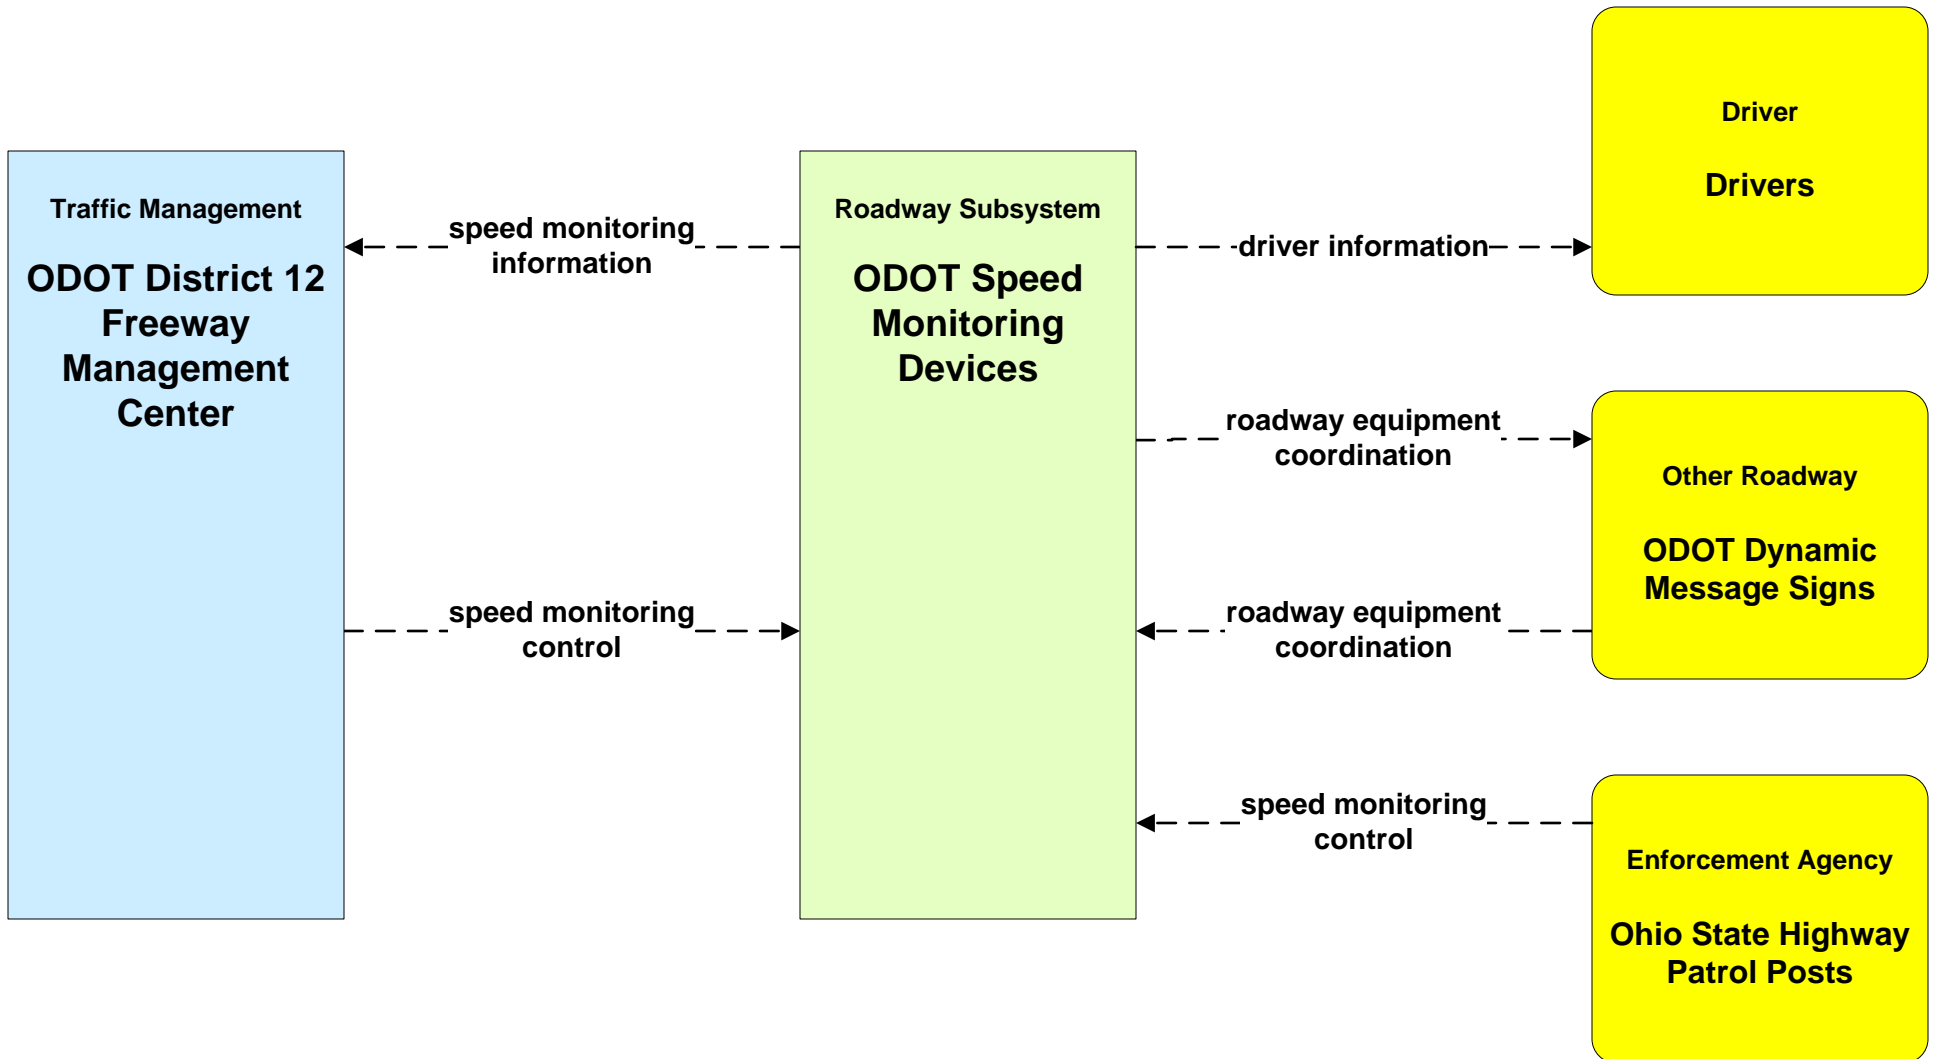 Traffic Management
ODOT District 12
Freeway
Management
Center
speed monitoring
information
speed monitoring
control
Roadway Subsystem
ODOT Speed
Monitoring
Devices
driver information
roadway equipment
coordination
roadway equipment
coordination
speed monitoring
control
Driver
Drivers
Other Roadway
ODOT Dynamic
Message Signs
Enforcement Agency
Ohio State Highway
Patrol Posts